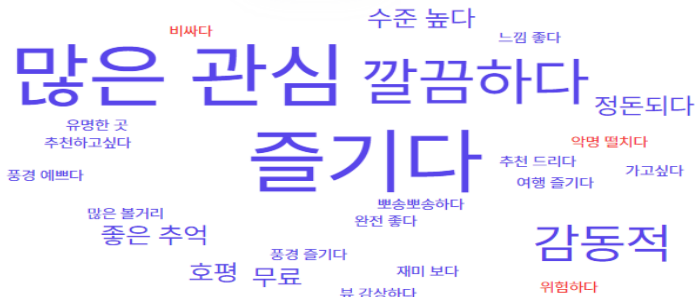 수준 높다
비싸다
느낌 좋다
많은 관심
깔끔하다
정돈되다
유명한 곳
추천하고싶다
즐기다
악명 떨치다
추천 드리다
가고싶다
풍경 예쁘다
여행 즐기다
뽀송뽀송하다
많은 볼거리
완전 좋다
좋은 추억
감동적
풍경 즐기다
호평
무료
재미 보다
위험하다
뷰 감상하다